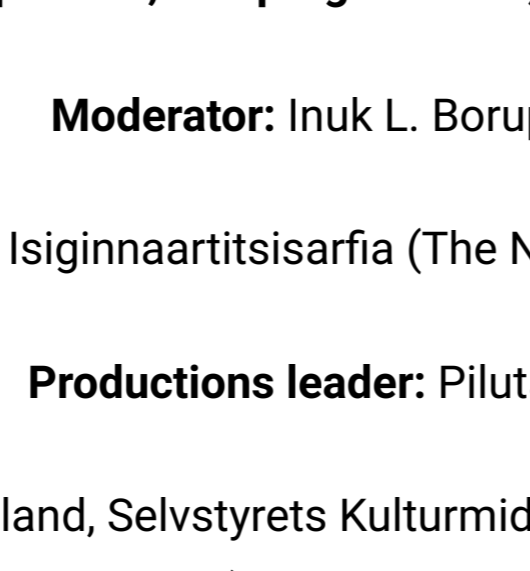 Moderator: Inuk L. Boru
Isiginnaartitsisarfia (The N
Productions leader: Pilut
land, Selvstyrets Kulturmid